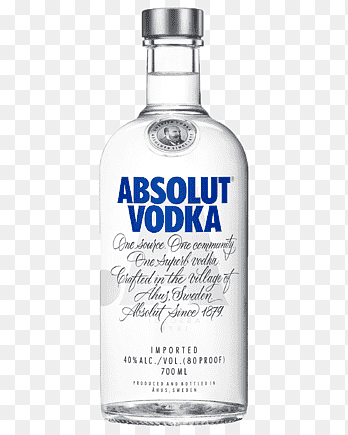 ABSOLUT
VODKA
One source. One community.
One superb vodka.
Crafted in the village of
Åhus, Sweden.
Absolut Since 1879.
IMPORTED
40% ALC./VOL. (80 PROOF)
700 ML
PRODUCED AND BOTTLED IN
ÅHUS, SWEDEN